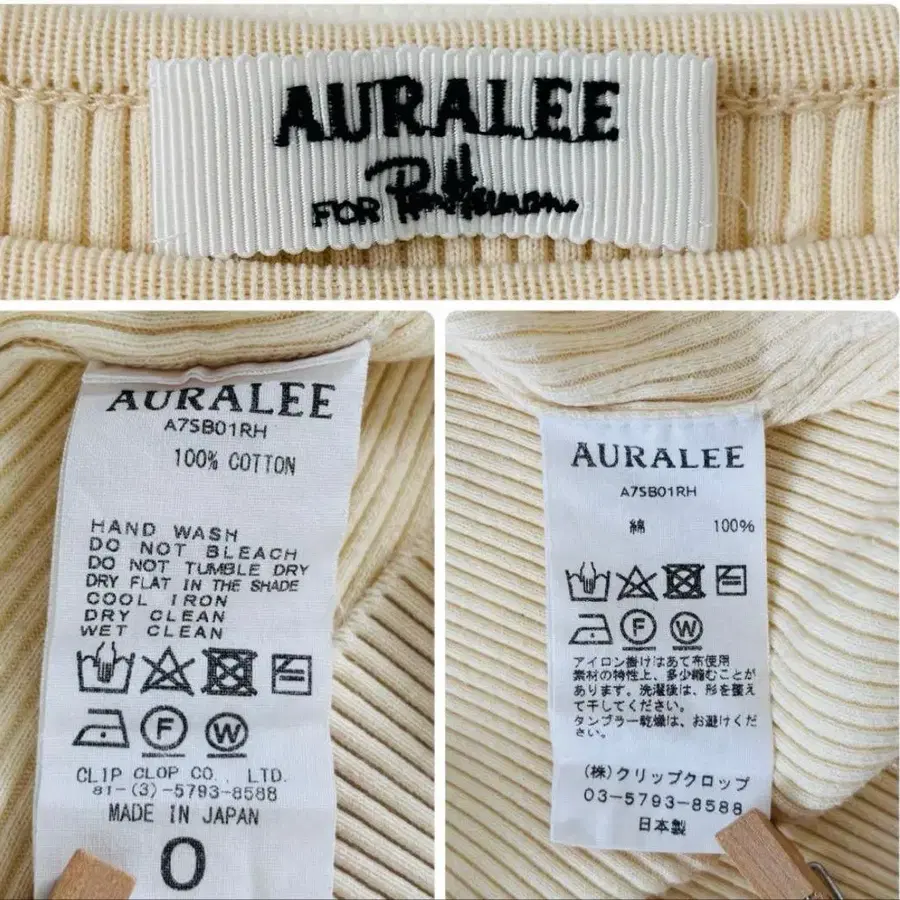 AURALEE
FOR Ron Herman
AURALEE
A7SB01RH
100% COTTON
HAND WASH
DO NOT BLEACH
DO NOT TUMBLE DRY
DRY FLAT IN THE SHADE
COOL IRON
DRY CLEAN
WET CLEAN
F
W
CLIP CLOP CO., LTD.
81-(3)-5793-8588
MADE IN JAPAN
0
AURALEE
A7SB01RH
綿 100%
F
W
アイロン掛けはあて布使用
素材の特性上、多少縮むことが
あります。洗濯後は、形を整え
て干してください。
タンブラー乾燥は、お避けくだ
さい。
(株)クリップクロップ
03-5793-8588
日本製